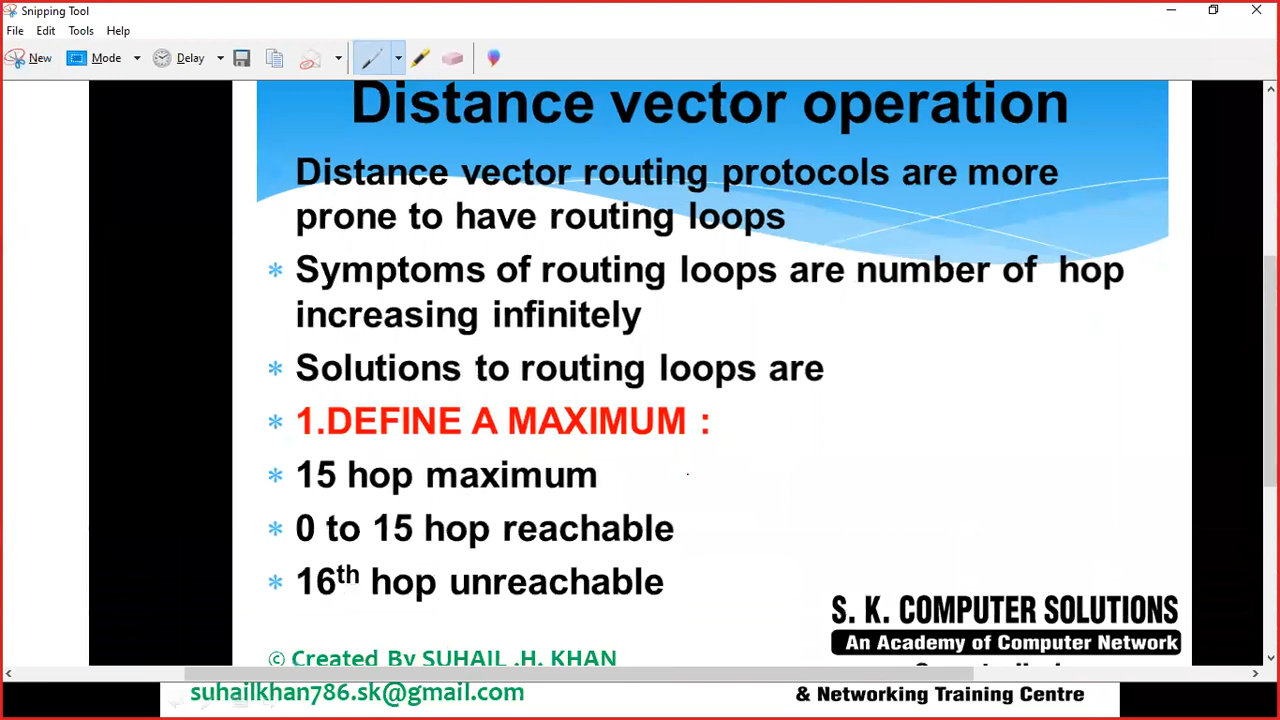 Snipping Tool
File Edit Tools Help
New Mode Delay
Distance vector operation
Distance vector routing protocols are more
prone to have routing loops
* Symptoms of routing loops are number of hop
increasing infinitely
* Solutions to routing loops are
* 1.DEFINE A MAXIMUM :
* 15 hop maximum
* 0 to 15 hop reachable
* 16th hop unreachable
S. K. COMPUTER SOLUTIONS
An Academy of Computer Network
© Created By SUHAIL .H. KHAN
suhailkhan786.sk@gmail.com
& Networking Training Centre